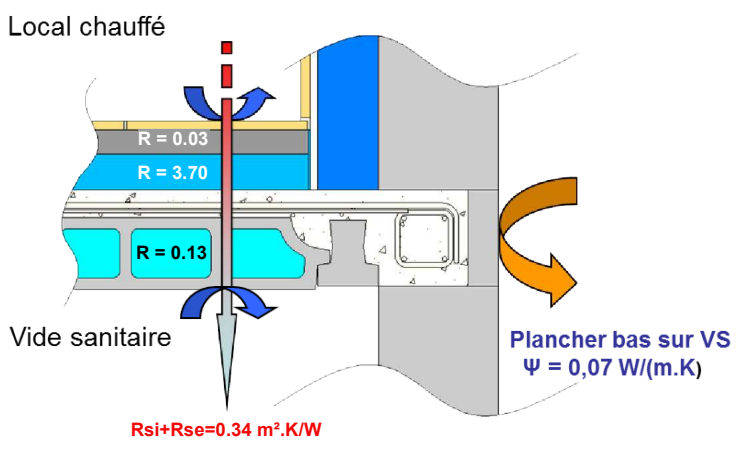 Local chauffé
R = 0.03
R = 3.70
R = 0.13
Vide sanitaire
Plancher bas sur VS
Ψ = 0,07 W/(m.K)
Rsi+Rse=0.34 m².K/W